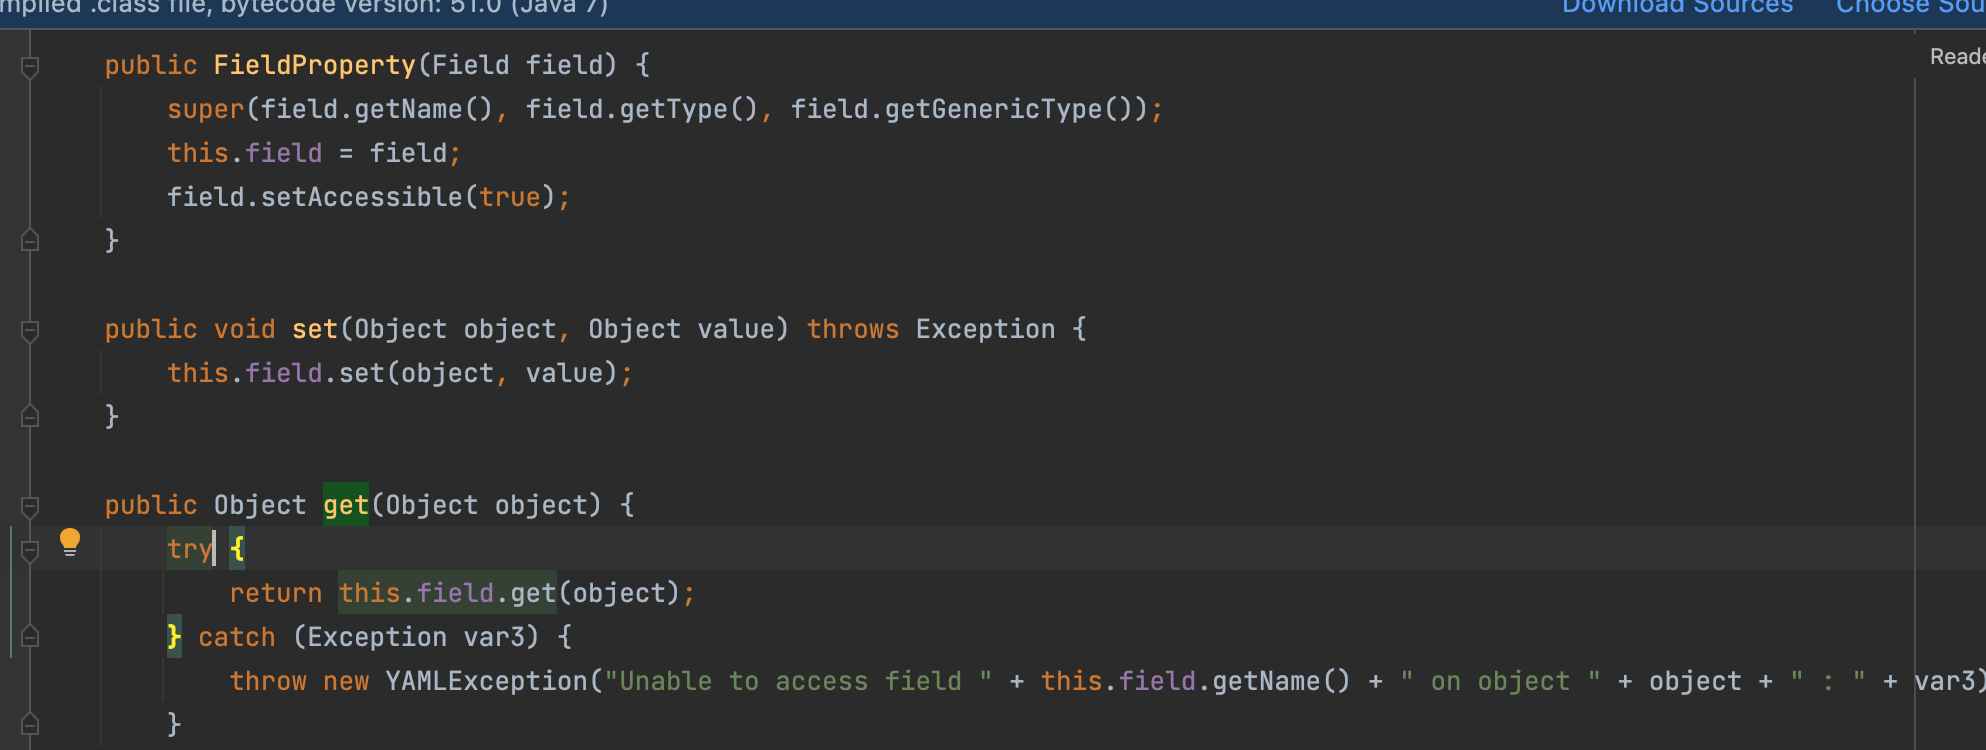 .class file, bytecode version: 51.0 (Java 7) Download Sources Choose
public FieldProperty(Field field) {
super(field.getName(), field.getType(), field.getGenericType());
this.field = field;
field.setAccessible(true);
}
public void set(Object object, Object value) throws Exception {
this.field.set(object, value);
}
public Object get(Object object) {
try {
return this.field.get(object);
} catch (Exception var3) {
throw new YAMLException("Unable to access field " + this.field.getName() + " on object " + object + " : " + var3)
}